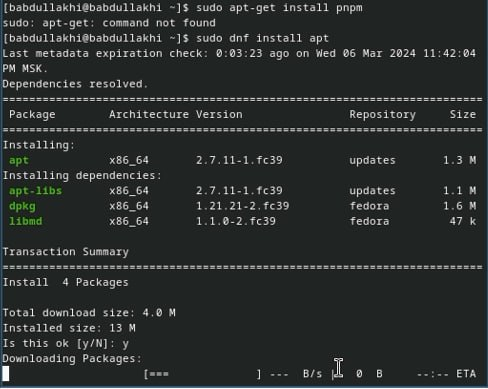 [babdullakhi@babdullakhi ~]$ sudo apt-get install pnpm
sudo: apt-get: command not found
[babdullakhi@babdullakhi ~]$ sudo dnf install apt
Last metadata expiration check: 0:03:23 ago on Wed 06 Mar 2024 11:42:04
PM MSK.
Dependencies resolved.
================================================================
Package Architecture Version Repository Size
================================================================
Installing:
apt x86_64 2.7.11-1.fc39 updates 1.3 M
Installing dependencies:
apt-libs x86_64 2.7.11-1.fc39 updates 1.1 M
dpkg x86_64 1.21.21-2.fc39 fedora 1.6 M
libmd x86_64 1.1.0-2.fc39 fedora 47 k

Transaction Summary
================================================================
Install 4 Packages

Total download size: 4.0 M
Installed size: 13 M
Is this ok [y/N]: y
Downloading Packages:
[=== ] --- B/s | 0 B --:-- ETA